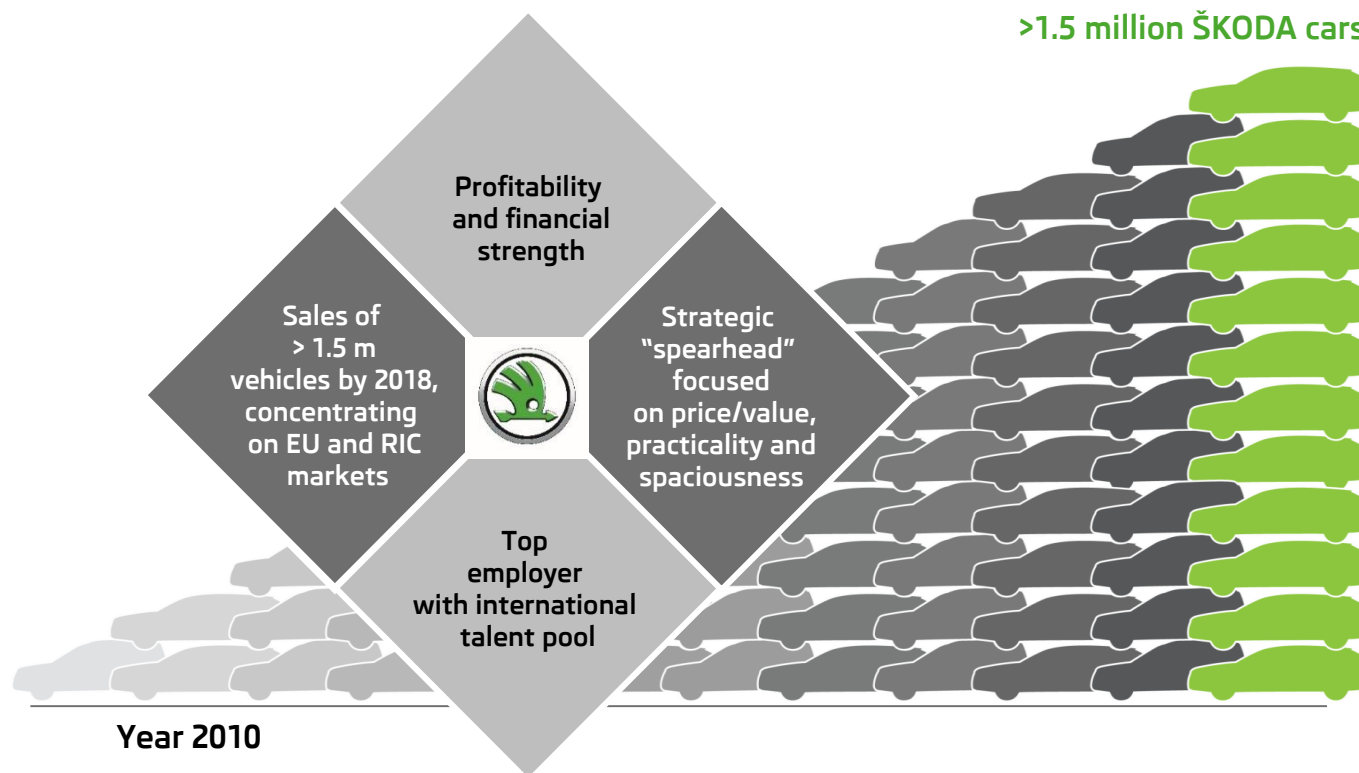 >1.5 million ŠKODA cars
Profitability
and financial
strength
Sales of
> 1.5 m
vehicles by 2018,
concentrating
on EU and RIC
markets
Strategic
“spearhead”
focused
on price/value,
practicality and
spaciousness
Top
employer
with international
talent pool
Year 2010